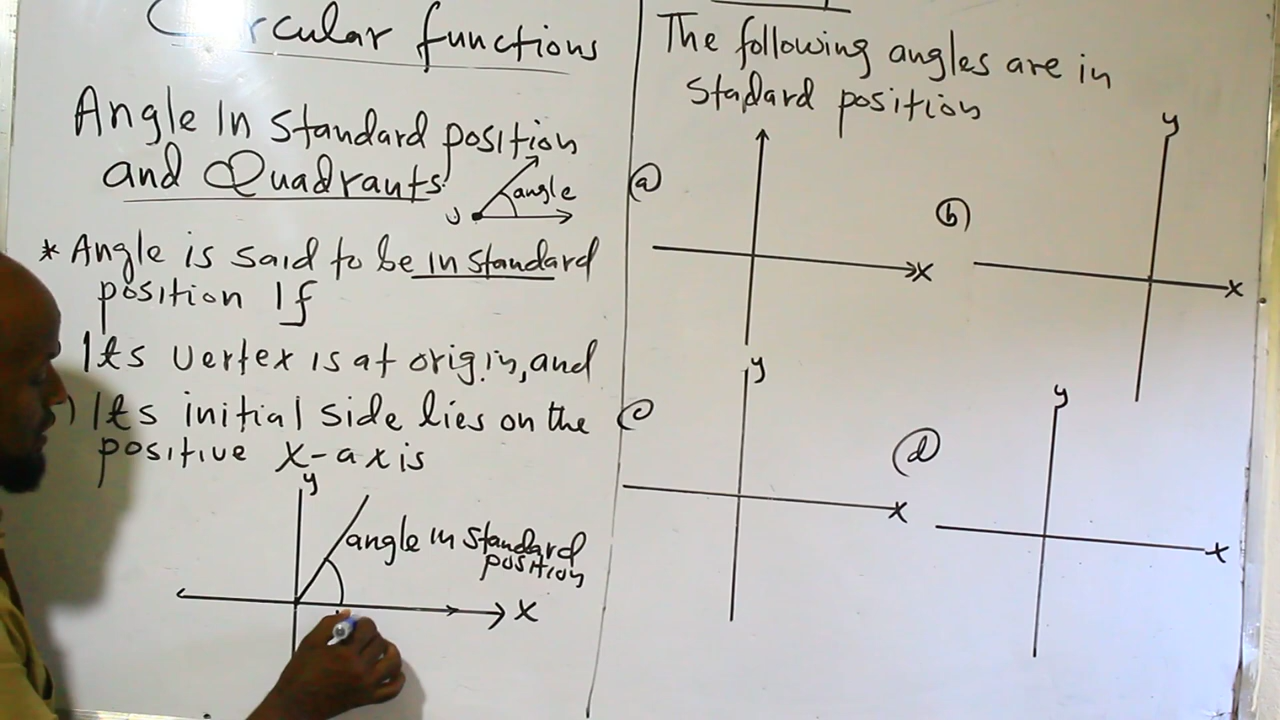 Circular functions
Angle In Standard position
and Quadrants
angle
* Angle is said to be in standard
position If
Its vertex is at origin, and
) Its initial side lies on the
positive X-axis
y
angle in standard
position
X
The following angles are in
Stadard position
(a)
X
(b)
y
X
(c)
y
X
(d)
y
X